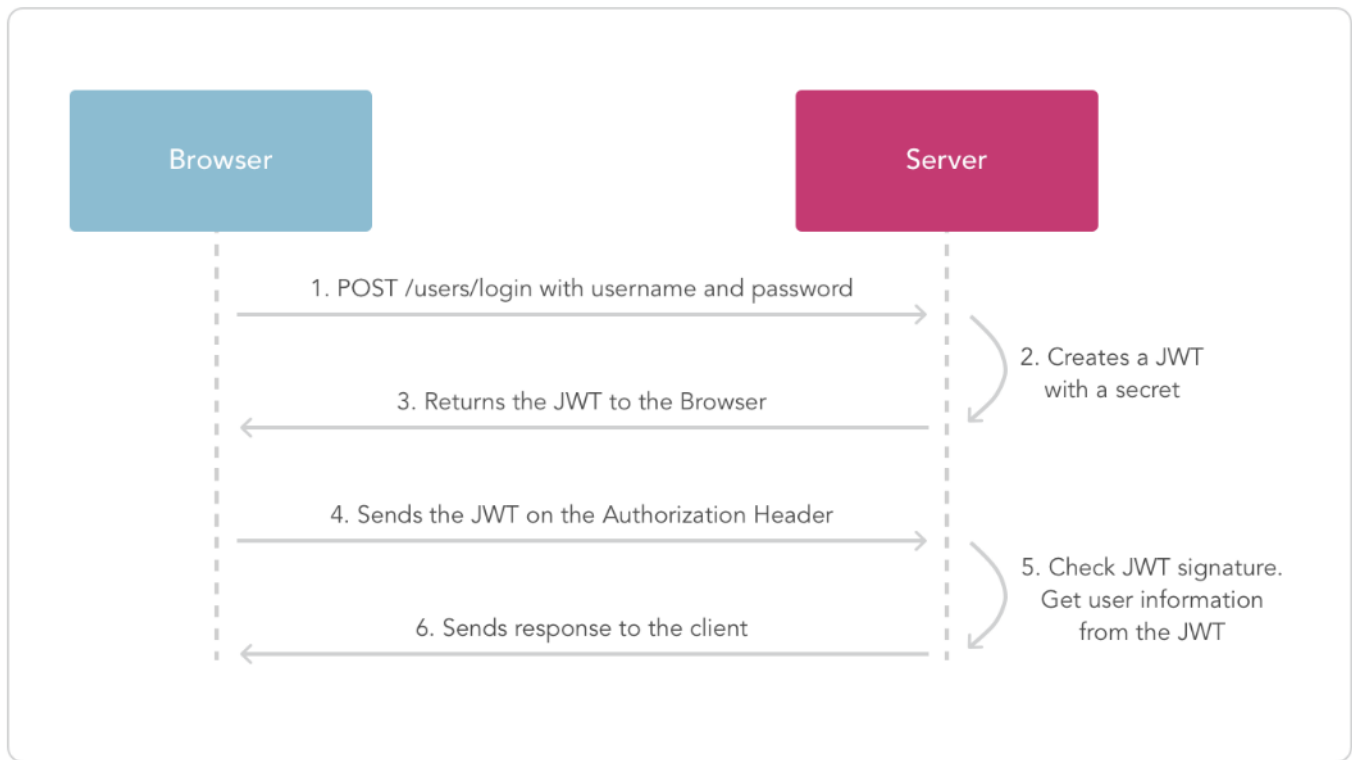 Browser
Server
1. POST /users/login with username and password
2. Creates a JWT
with a secret
3. Returns the JWT to the Browser
4. Sends the JWT on the Authorization Header
5. Check JWT signature.
Get user information
from the JWT
6. Sends response to the client